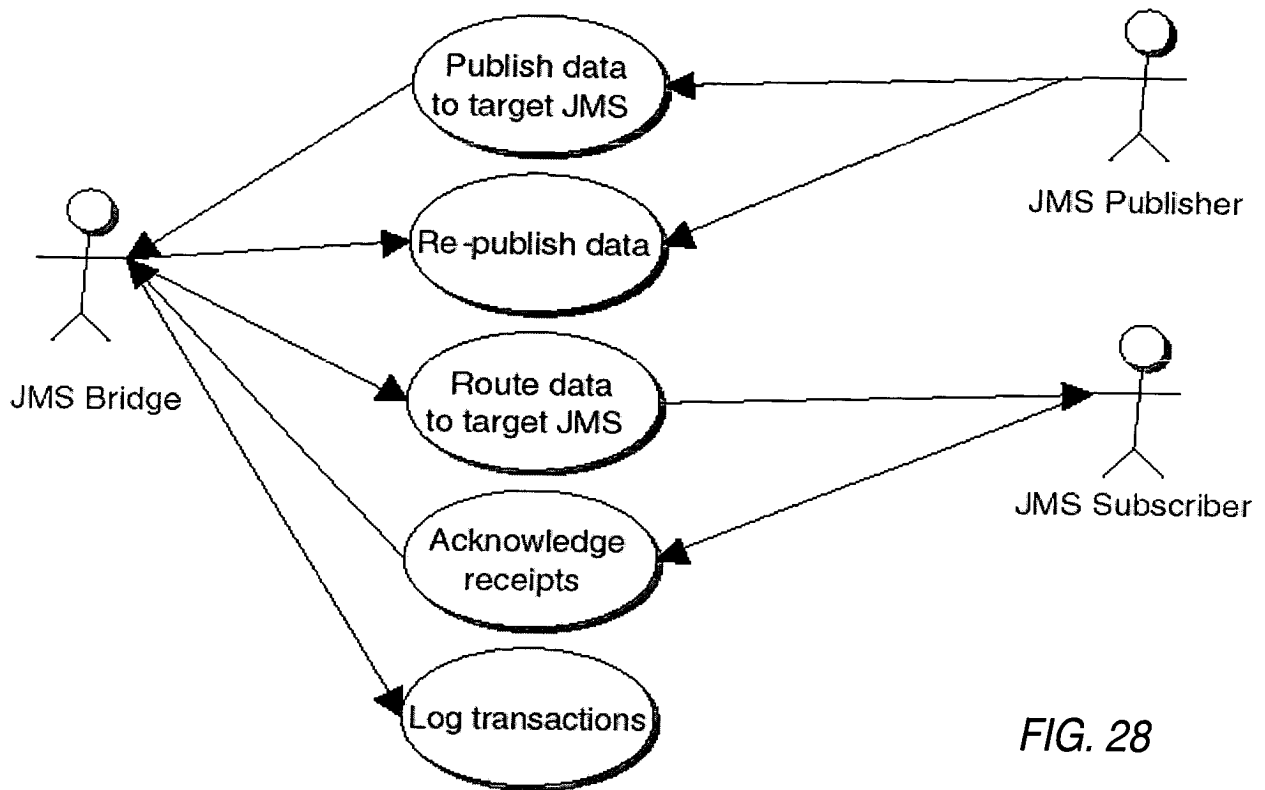 Publish data
to target JMS
JMS Publisher
Re-publish data
JMS Bridge
Route data
to target JMS
JMS Subscriber
Acknowledge
receipts
Log transactions
FIG. 28